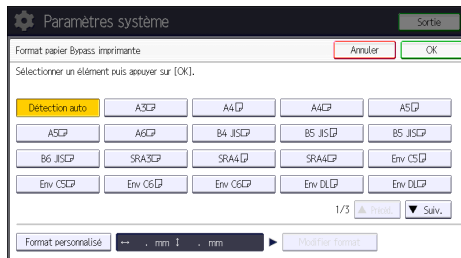 Paramètres système
Sortie
Format papier Bypass imprimante
Annuler
OK
Sélectionner un élément puis appuyer sur [OK].
Détection auto
A3
A4
A4
A5
A5
A6
B4 JIS
B5 JIS
B5 JIS
B6 JIS
SRA3
SRA4
SRA4
Env C5
Env C5
Env C6
Env C6
Env DL
Env DL
1/3
▲ Précéd.
▼ Suiv.
Format personnalisé
↔ . mm ↕ . mm
Modifier format